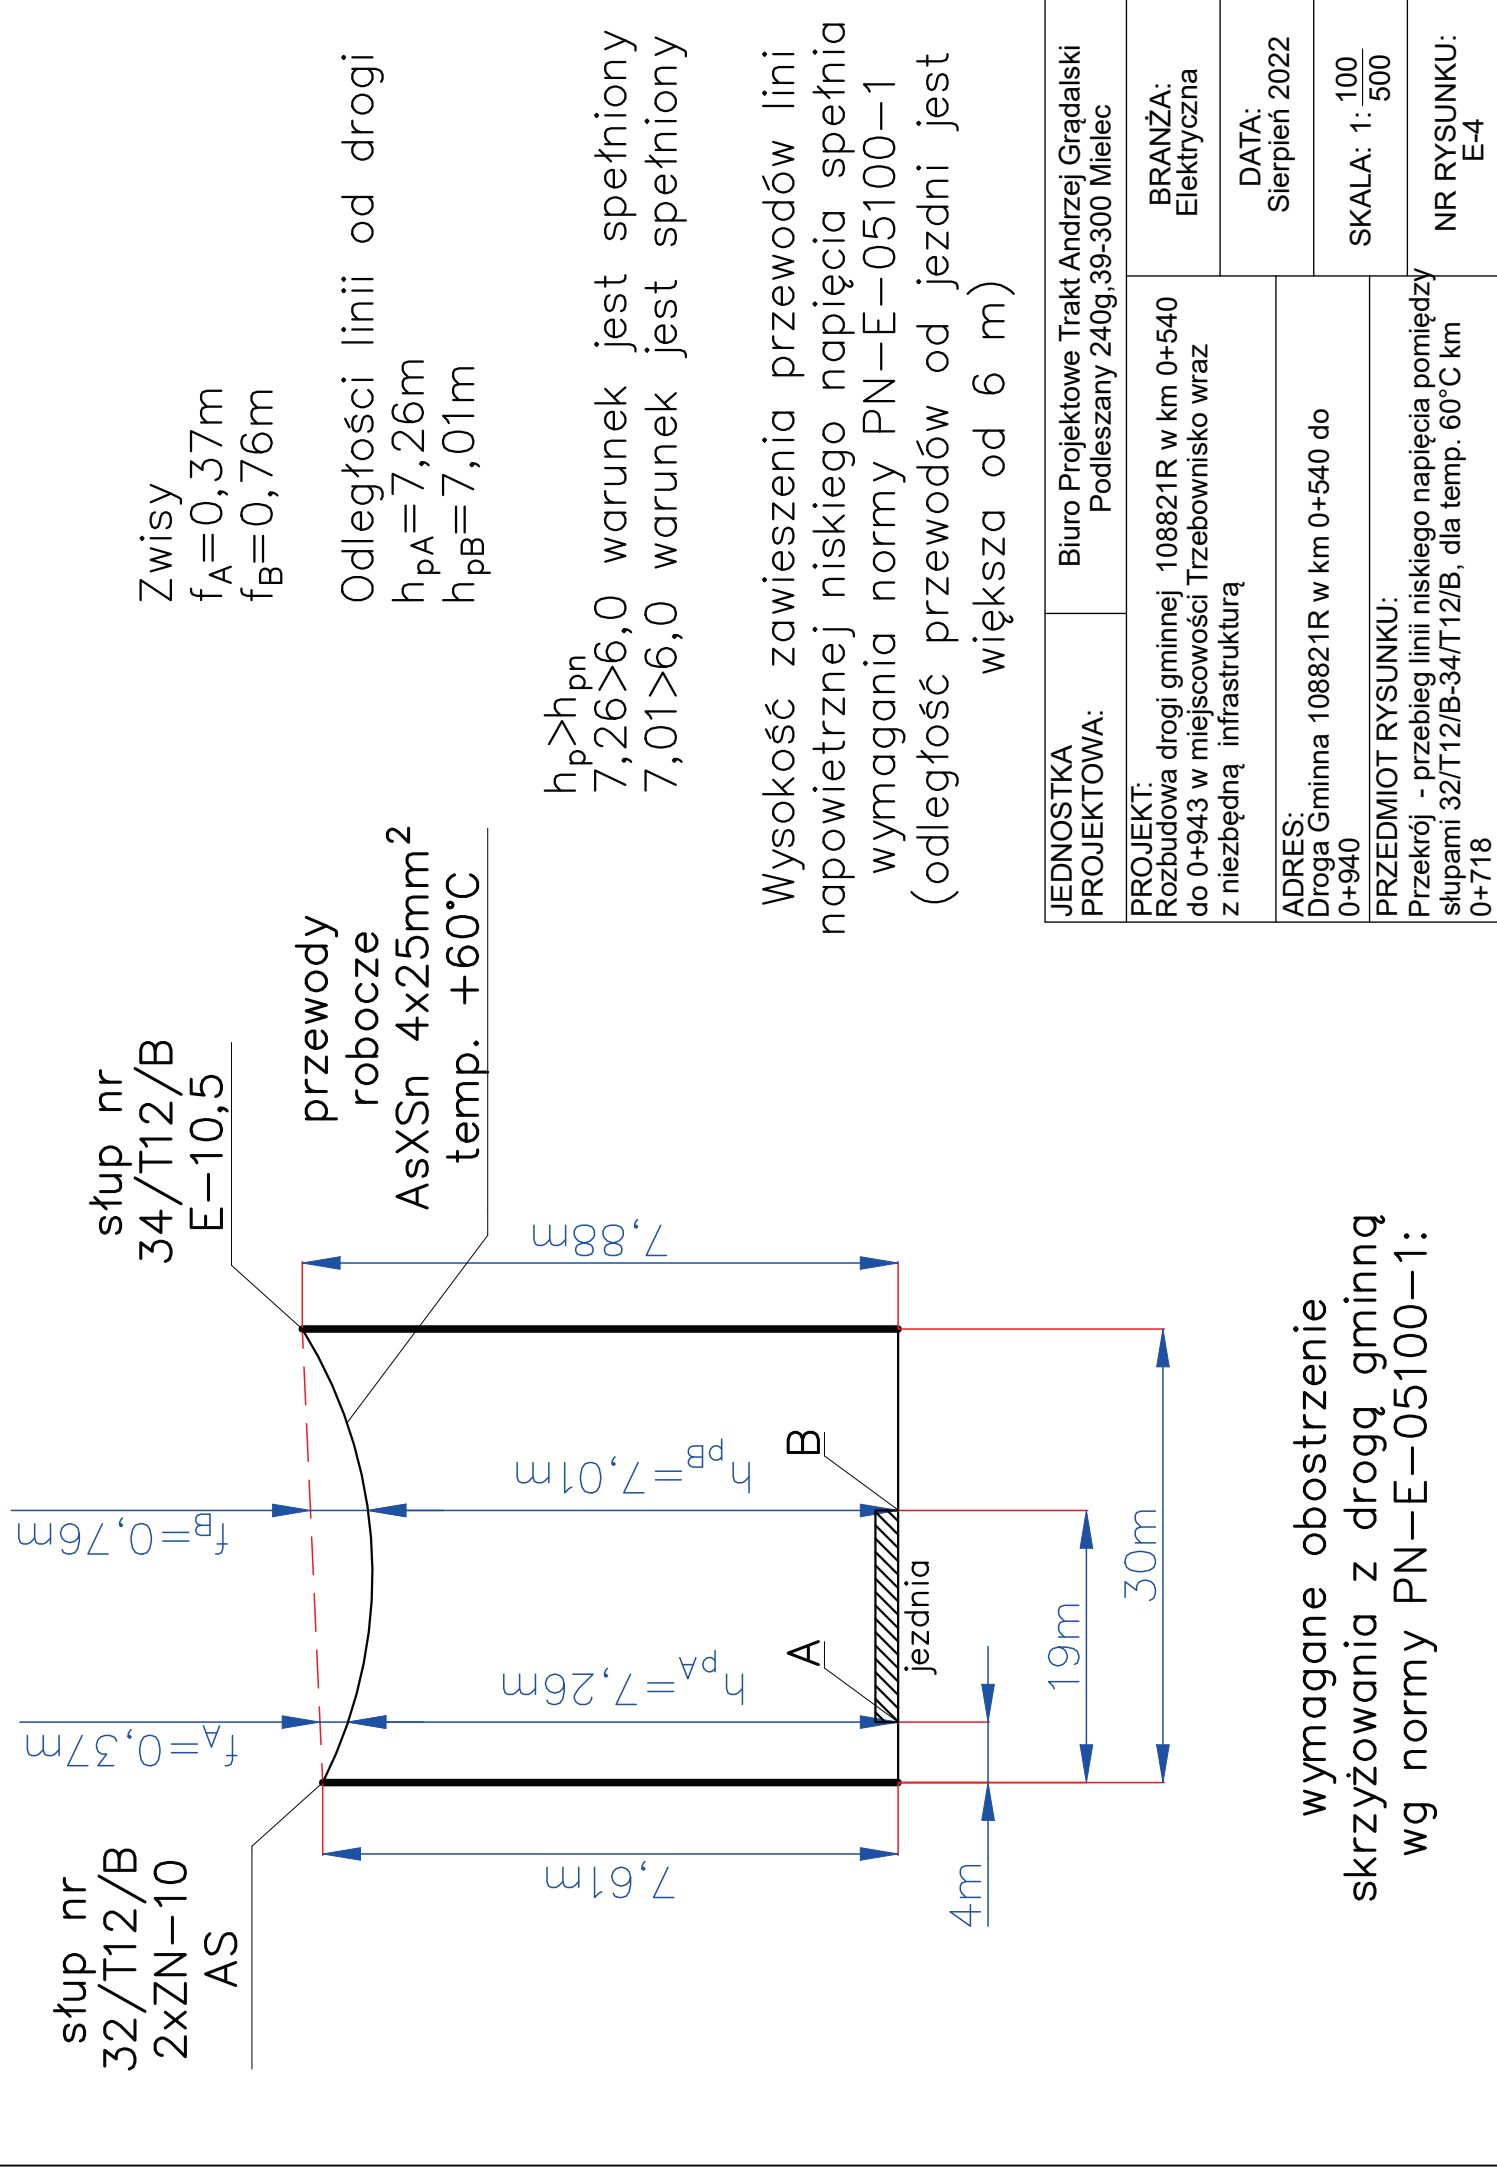 słup nr
32/T12/B
2xZN-10
AS
słup nr
34/T12/B
E-10,5
przewody
robocze
AsXSn 4x25mm²
temp. +60°C
fA=0,37m
fB=0,76m
7,61m
hpA=7,26m
hpB=7,01m
7,88m
A
B
jezdnia
4m
19m
30m
wymagane obostrzenie
skrzyżowania z drogą gminną
wg normy PN-E-05100-1:
Zwisy
fA=0,37m
fB=0,76m
Odległości linii od drogi
hpA=7,26m
hpB=7,01m
hp>hpn
7,26>6,0 warunek jest spełniony
7,01>6,0 warunek jest spełniony
Wysokość zawieszenia przewodów lini
napowietrznej niskiego napięcia spełnia
wymagania normy PN-E-05100-1
(odległość przewodów od jezdni jest
większa od 6 m)
JEDNOSTKA
PROJEKTOWA:
Biuro Projektowe Trakt Andrzej Grądalski
Podleszany 240g,39-300 Mielec
PROJEKT:
Rozbudowa drogi gminnej 108821R w km 0+540
do 0+943 w miejscowości Trzebownisko wraz
z niezbędną infrastrukturą
BRANŻA:
Elektryczna
DATA:
Sierpień 2022
ADRES:
Droga Gminna 108821R w km 0+540 do
0+940
SKALA: 1: 100
500
PRZEDMIOT RYSUNKU:
Przekrój - przebieg linii niskiego napięcia pomiędzy
słupami 32/T12/B-34/T12/B, dla temp. 60°C km
0+718
NR RYSUNKU:
E-4